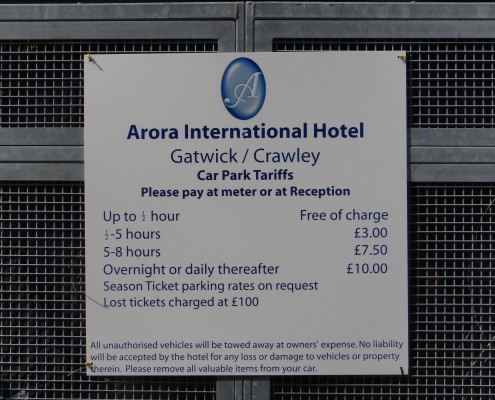 A
Arora International Hotel
Gatwick / Crawley
Car Park Tariffs
Please pay at meter or at Reception
Up to ½ hour Free of charge
½-5 hours £3.00
5-8 hours £7.50
Overnight or daily thereafter £10.00
Season Ticket parking rates on request
Lost tickets charged at £100
All unauthorised vehicles will be towed away at owners' expense. No liability
will be accepted by the hotel for any loss or damage to vehicles or property
therein. Please remove all valuable items from your car.